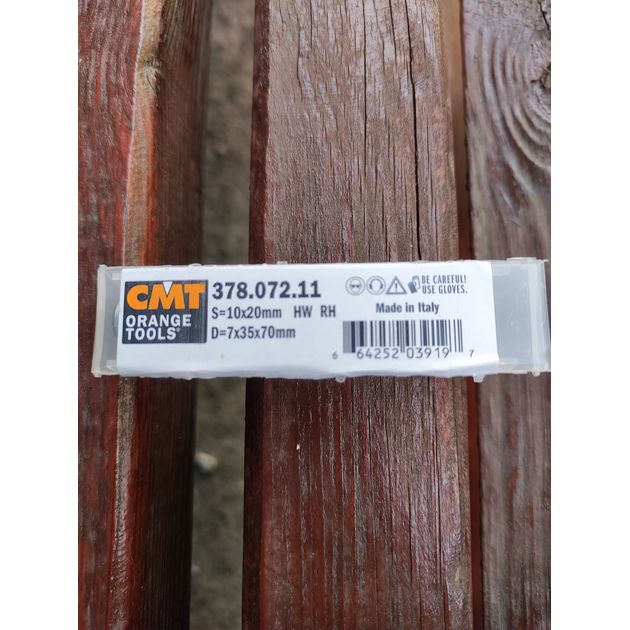 CMT
ORANGE
TOOLS®
378.072.11
S=10x20mm HW RH
D=7x35x70mm
BE CAREFUL!
USE GLOVES.
Made in Italy
6 64252 03919 7